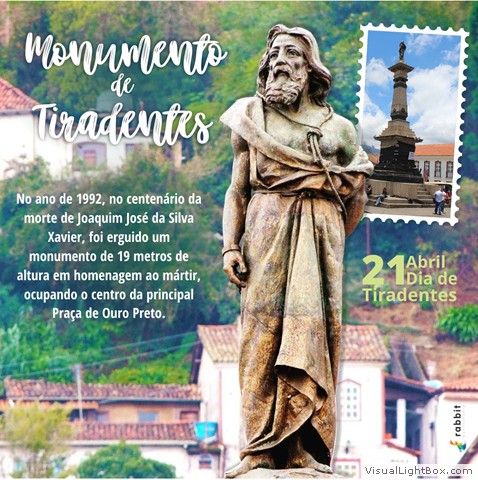 Monumento
de
Tiradentes
No ano de 1992, no centenário da
morte de Joaquim José da Silva
Xavier, foi erguido um
monumento de 19 metros de
altura em homenagem ao mártir,
ocupando o centro da principal
Praça de Ouro Preto.
21 Abril
Dia de
Tiradentes
rabbit
VisualLightBox.com